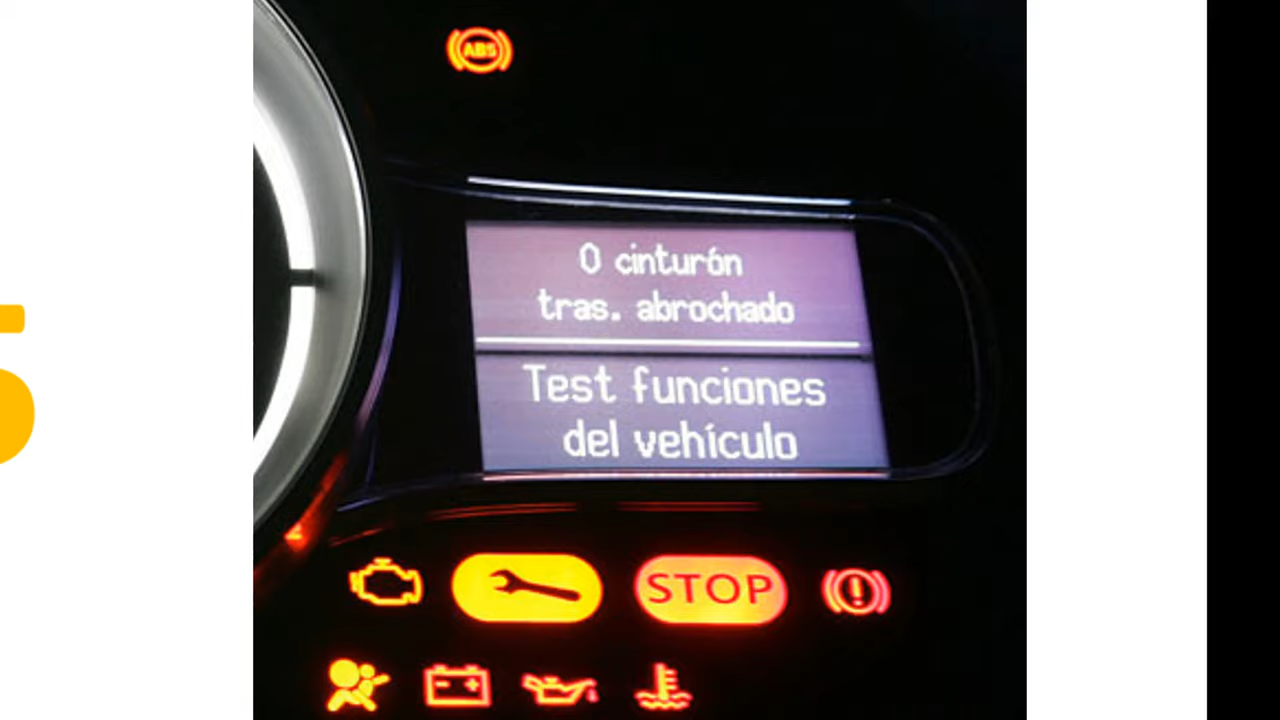 ABS
0 cinturón
tras. abrochado
Test funciones
del vehículo
STOP